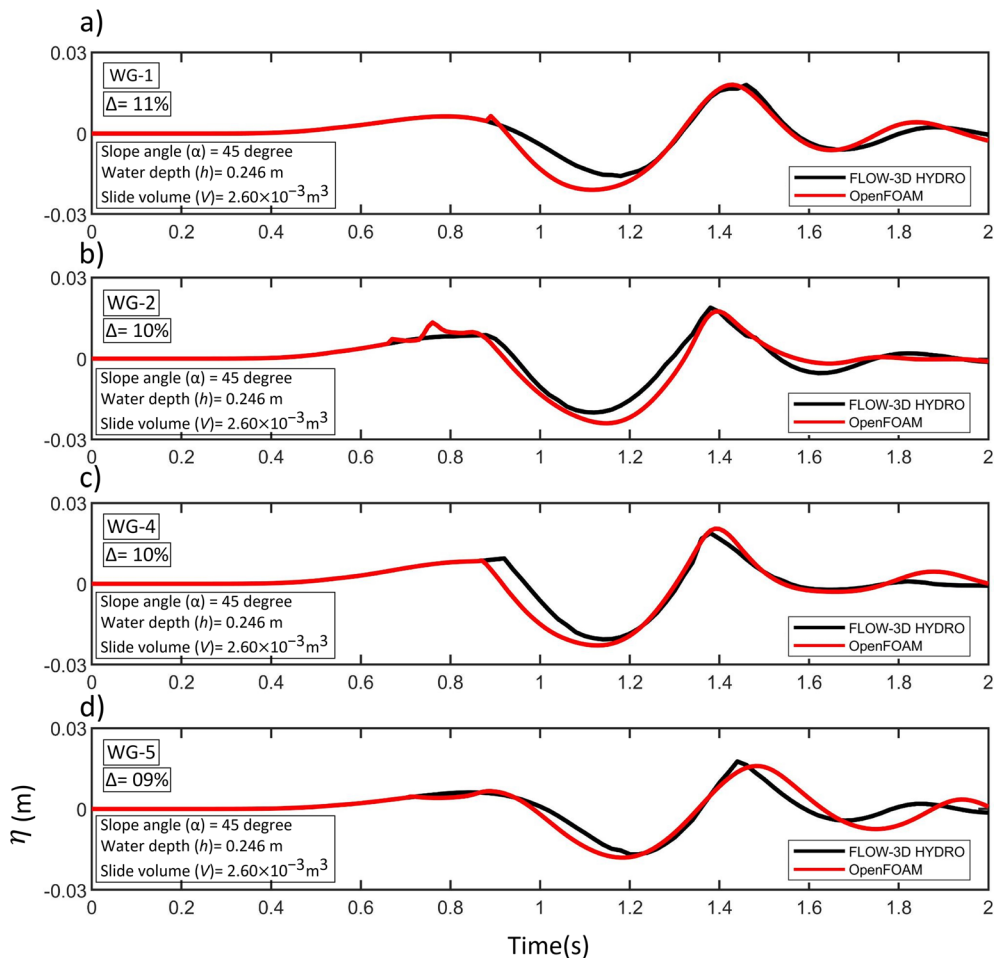 a)
0.03
WG-1
Δ= 11%
0
Slope angle (α) = 45 degree
Water depth (h)= 0.246 m
Slide volume (V)= 2.60×10⁻³m³
FLOW-3D HYDRO
OpenFOAM
-0.03
0 0.2 0.4 0.6 0.8 1 1.2 1.4 1.6 1.8 2
b)
0.03
WG-2
Δ= 10%
0
Slope angle (α) = 45 degree
Water depth (h)= 0.246 m
Slide volume (V)= 2.60×10⁻³m³
FLOW-3D HYDRO
OpenFOAM
-0.03
0 0.2 0.4 0.6 0.8 1 1.2 1.4 1.6 1.8 2
c)
0.03
WG-4
Δ= 10%
0
Slope angle (α) = 45 degree
Water depth (h)= 0.246 m
Slide volume (V)= 2.60×10⁻³m³
FLOW-3D HYDRO
OpenFOAM
-0.03
0 0.2 0.4 0.6 0.8 1 1.2 1.4 1.6 1.8 2
d)
0.03
WG-5
Δ= 09%
0
η (m)
Slope angle (α) = 45 degree
Water depth (h)= 0.246 m
Slide volume (V)= 2.60×10⁻³m³
FLOW-3D HYDRO
OpenFOAM
-0.03
0 0.2 0.4 0.6 0.8 1 1.2 1.4 1.6 1.8 2
Time(s)